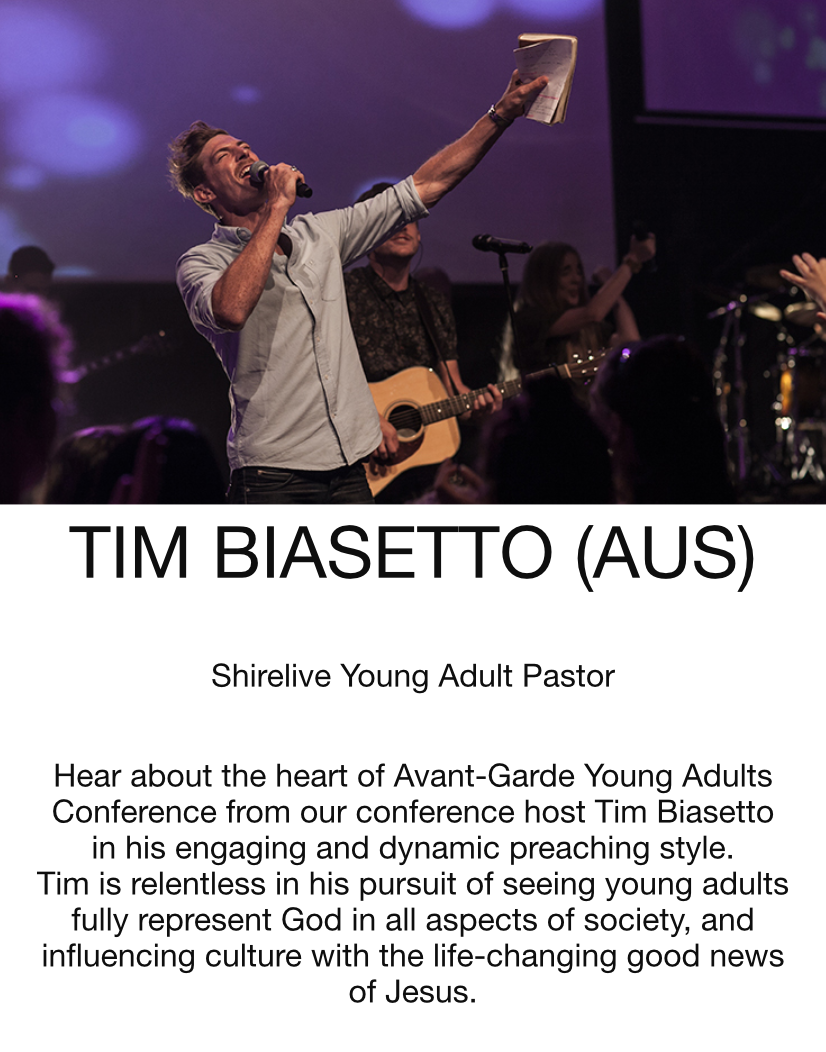 TIM BIASETTO (AUS)
Shirelive Young Adult Pastor
Hear about the heart of Avant-Garde Young Adults
Conference from our conference host Tim Biasetto
in his engaging and dynamic preaching style.
Tim is relentless in his pursuit of seeing young adults
fully represent God in all aspects of society, and
influencing culture with the life-changing good news
of Jesus.